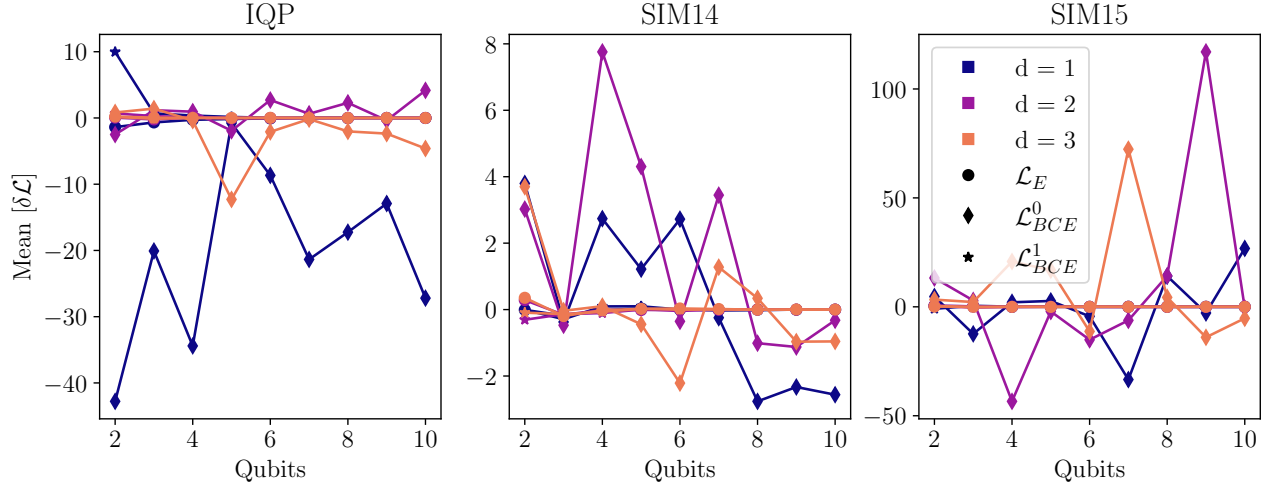 IQP
SIM14
SIM15
Mean [δℒ]
10
0
−10
−20
−30
−40
2
4
6
8
10
Qubits
8
6
4
2
0
−2
2
4
6
8
10
Qubits
100
50
0
−50
2
4
6
8
10
Qubits
d = 1
d = 2
d = 3
ℒ_E
ℒ⁰_BCE
ℒ¹_BCE